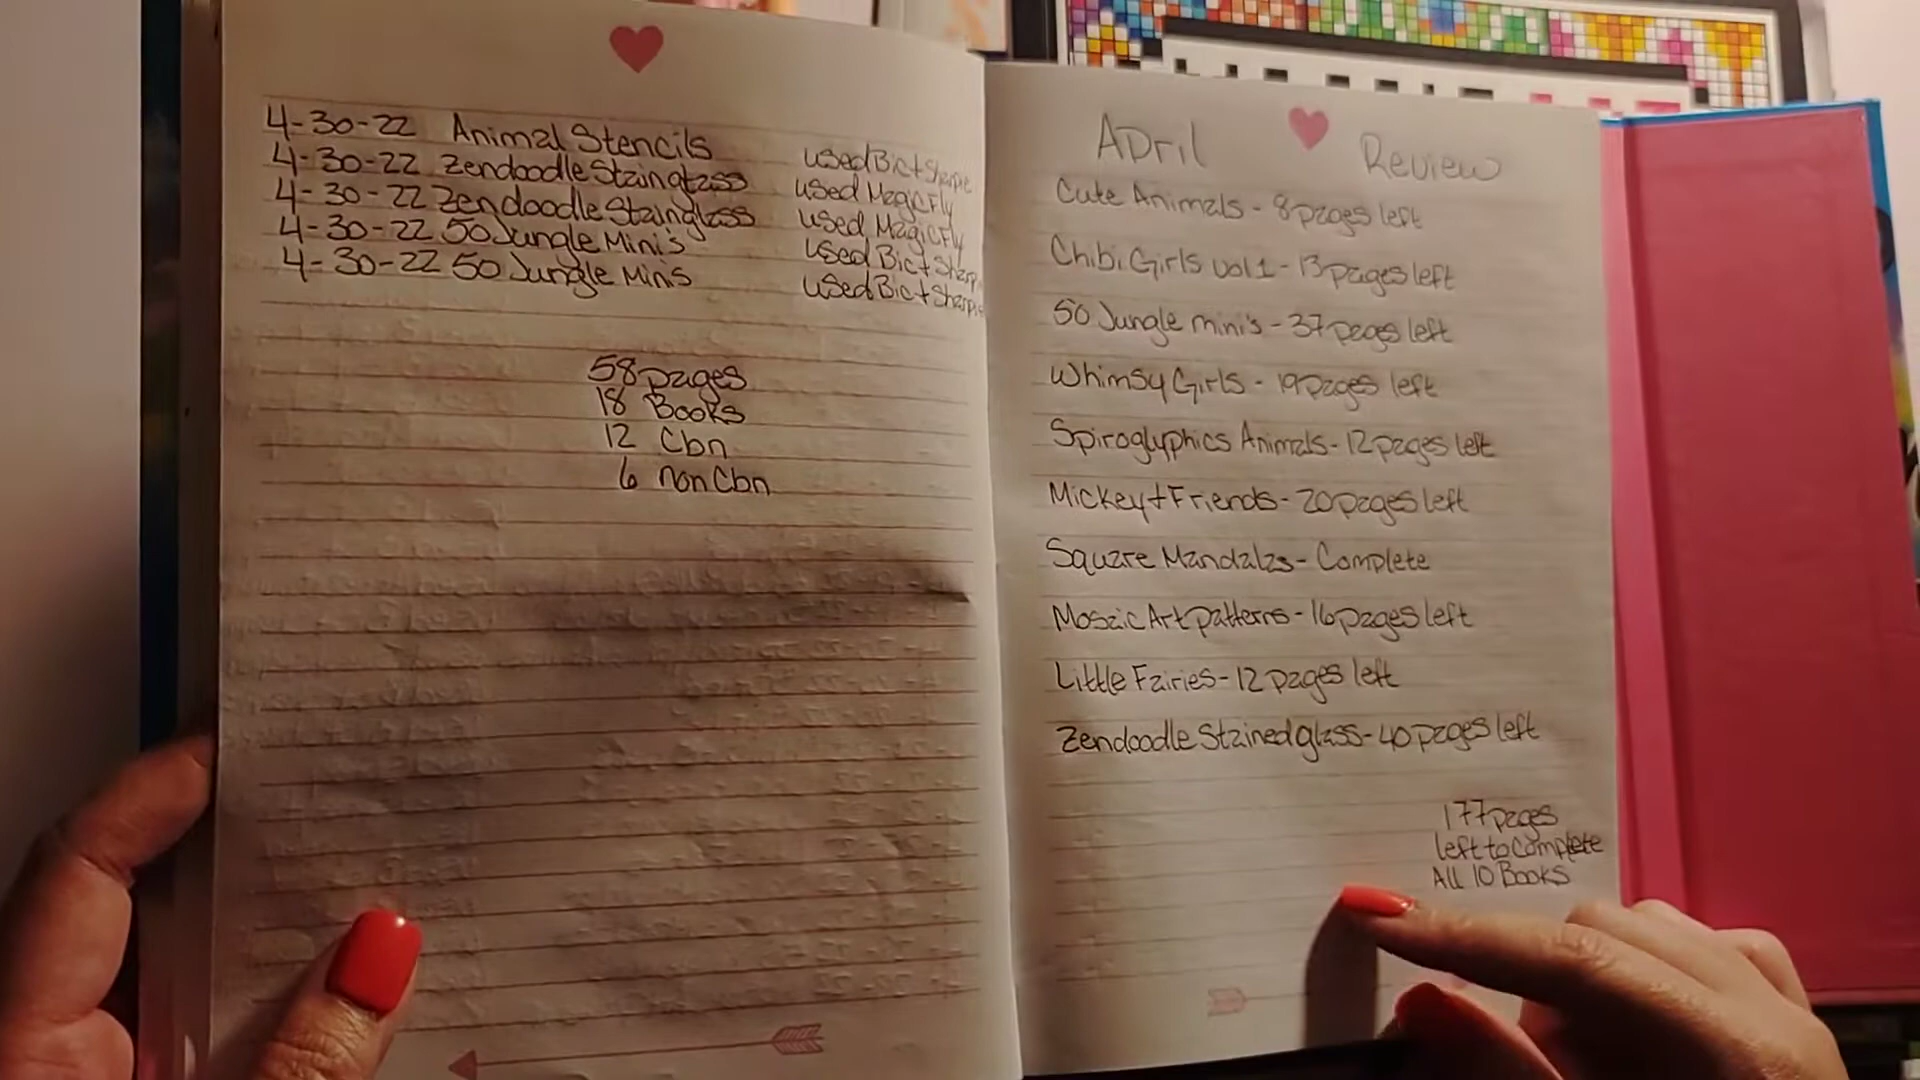 4-30-22 Animal Stencils used Bic + Sharpie
4-30-22 Zendoodle Stainglass used Magic Fly
4-30-22 Zendoodle Stainglass used Magic Fly
4-30-22 50 Jungle Mini's used Bic + Sharpi
4-30-22 50 Jungle Minis used Bic + Sharpie
58 pages
18 Books
12 Cbn
6 non Cbn
April Review
Cute Animals - 8 pages left
Chibi Girls vol 1 - 13 pages left
50 Jungle mini's - 37 pages left
Whimsy Girls - 19 pages left
Spiroglyphics Animals - 12 pages left
Mickey + Friends - 20 pages left
Square Mandalas - Complete
Mosaic Art patterns - 16 pages left
Little Fairies - 12 pages left
Zendoodle Stained glass - 40 pages left
177 pages
left to Complete
All 10 Books